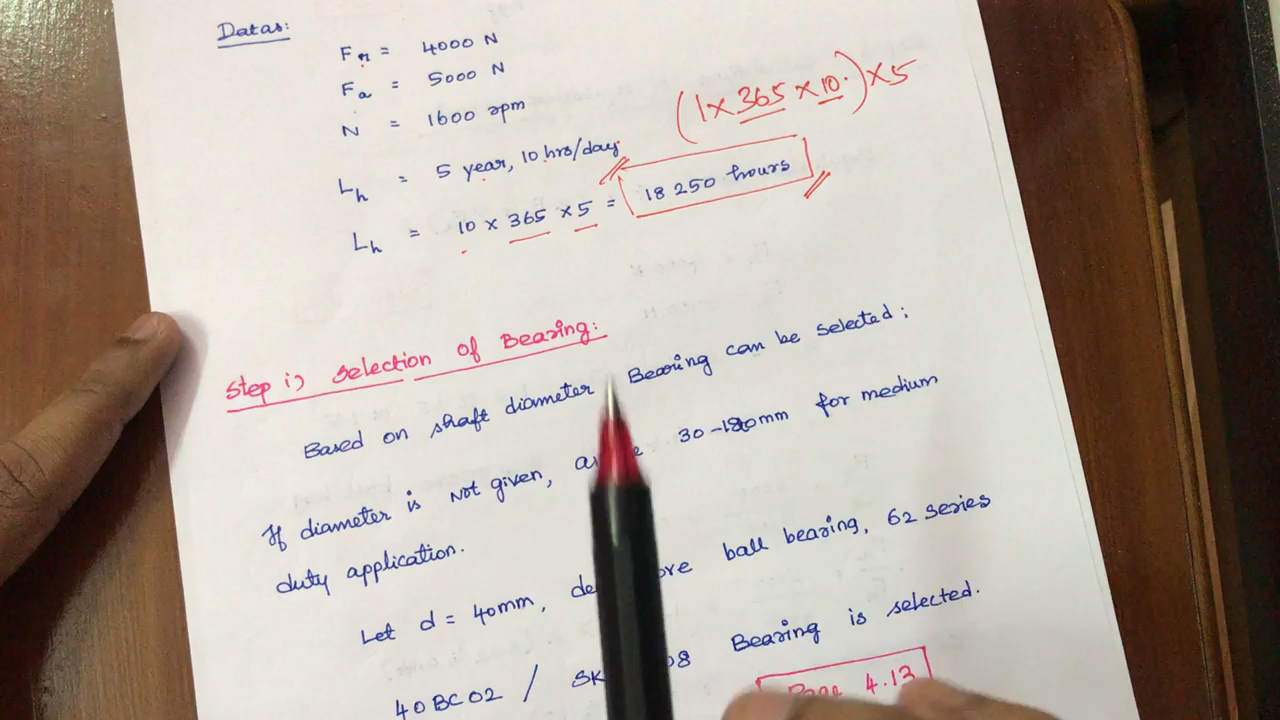 Datas:
Fr = 4000 N
Fa = 5000 N
N = 1600 rpm
(1 × 365 × 10.) × 5
Lh = 5 year, 10 hrs/day
Lh = 10 × 365 × 5 = 18 250 hours
Step i) Selection of Bearing:
Based on shaft diameter Bearing can be selected;
If diameter is Not given, 30 - mm for medium
duty application.
Let d = 40mm, ball bearing, 62 series
40BC02 / SK 08 Bearing is selected.
Page 4.13